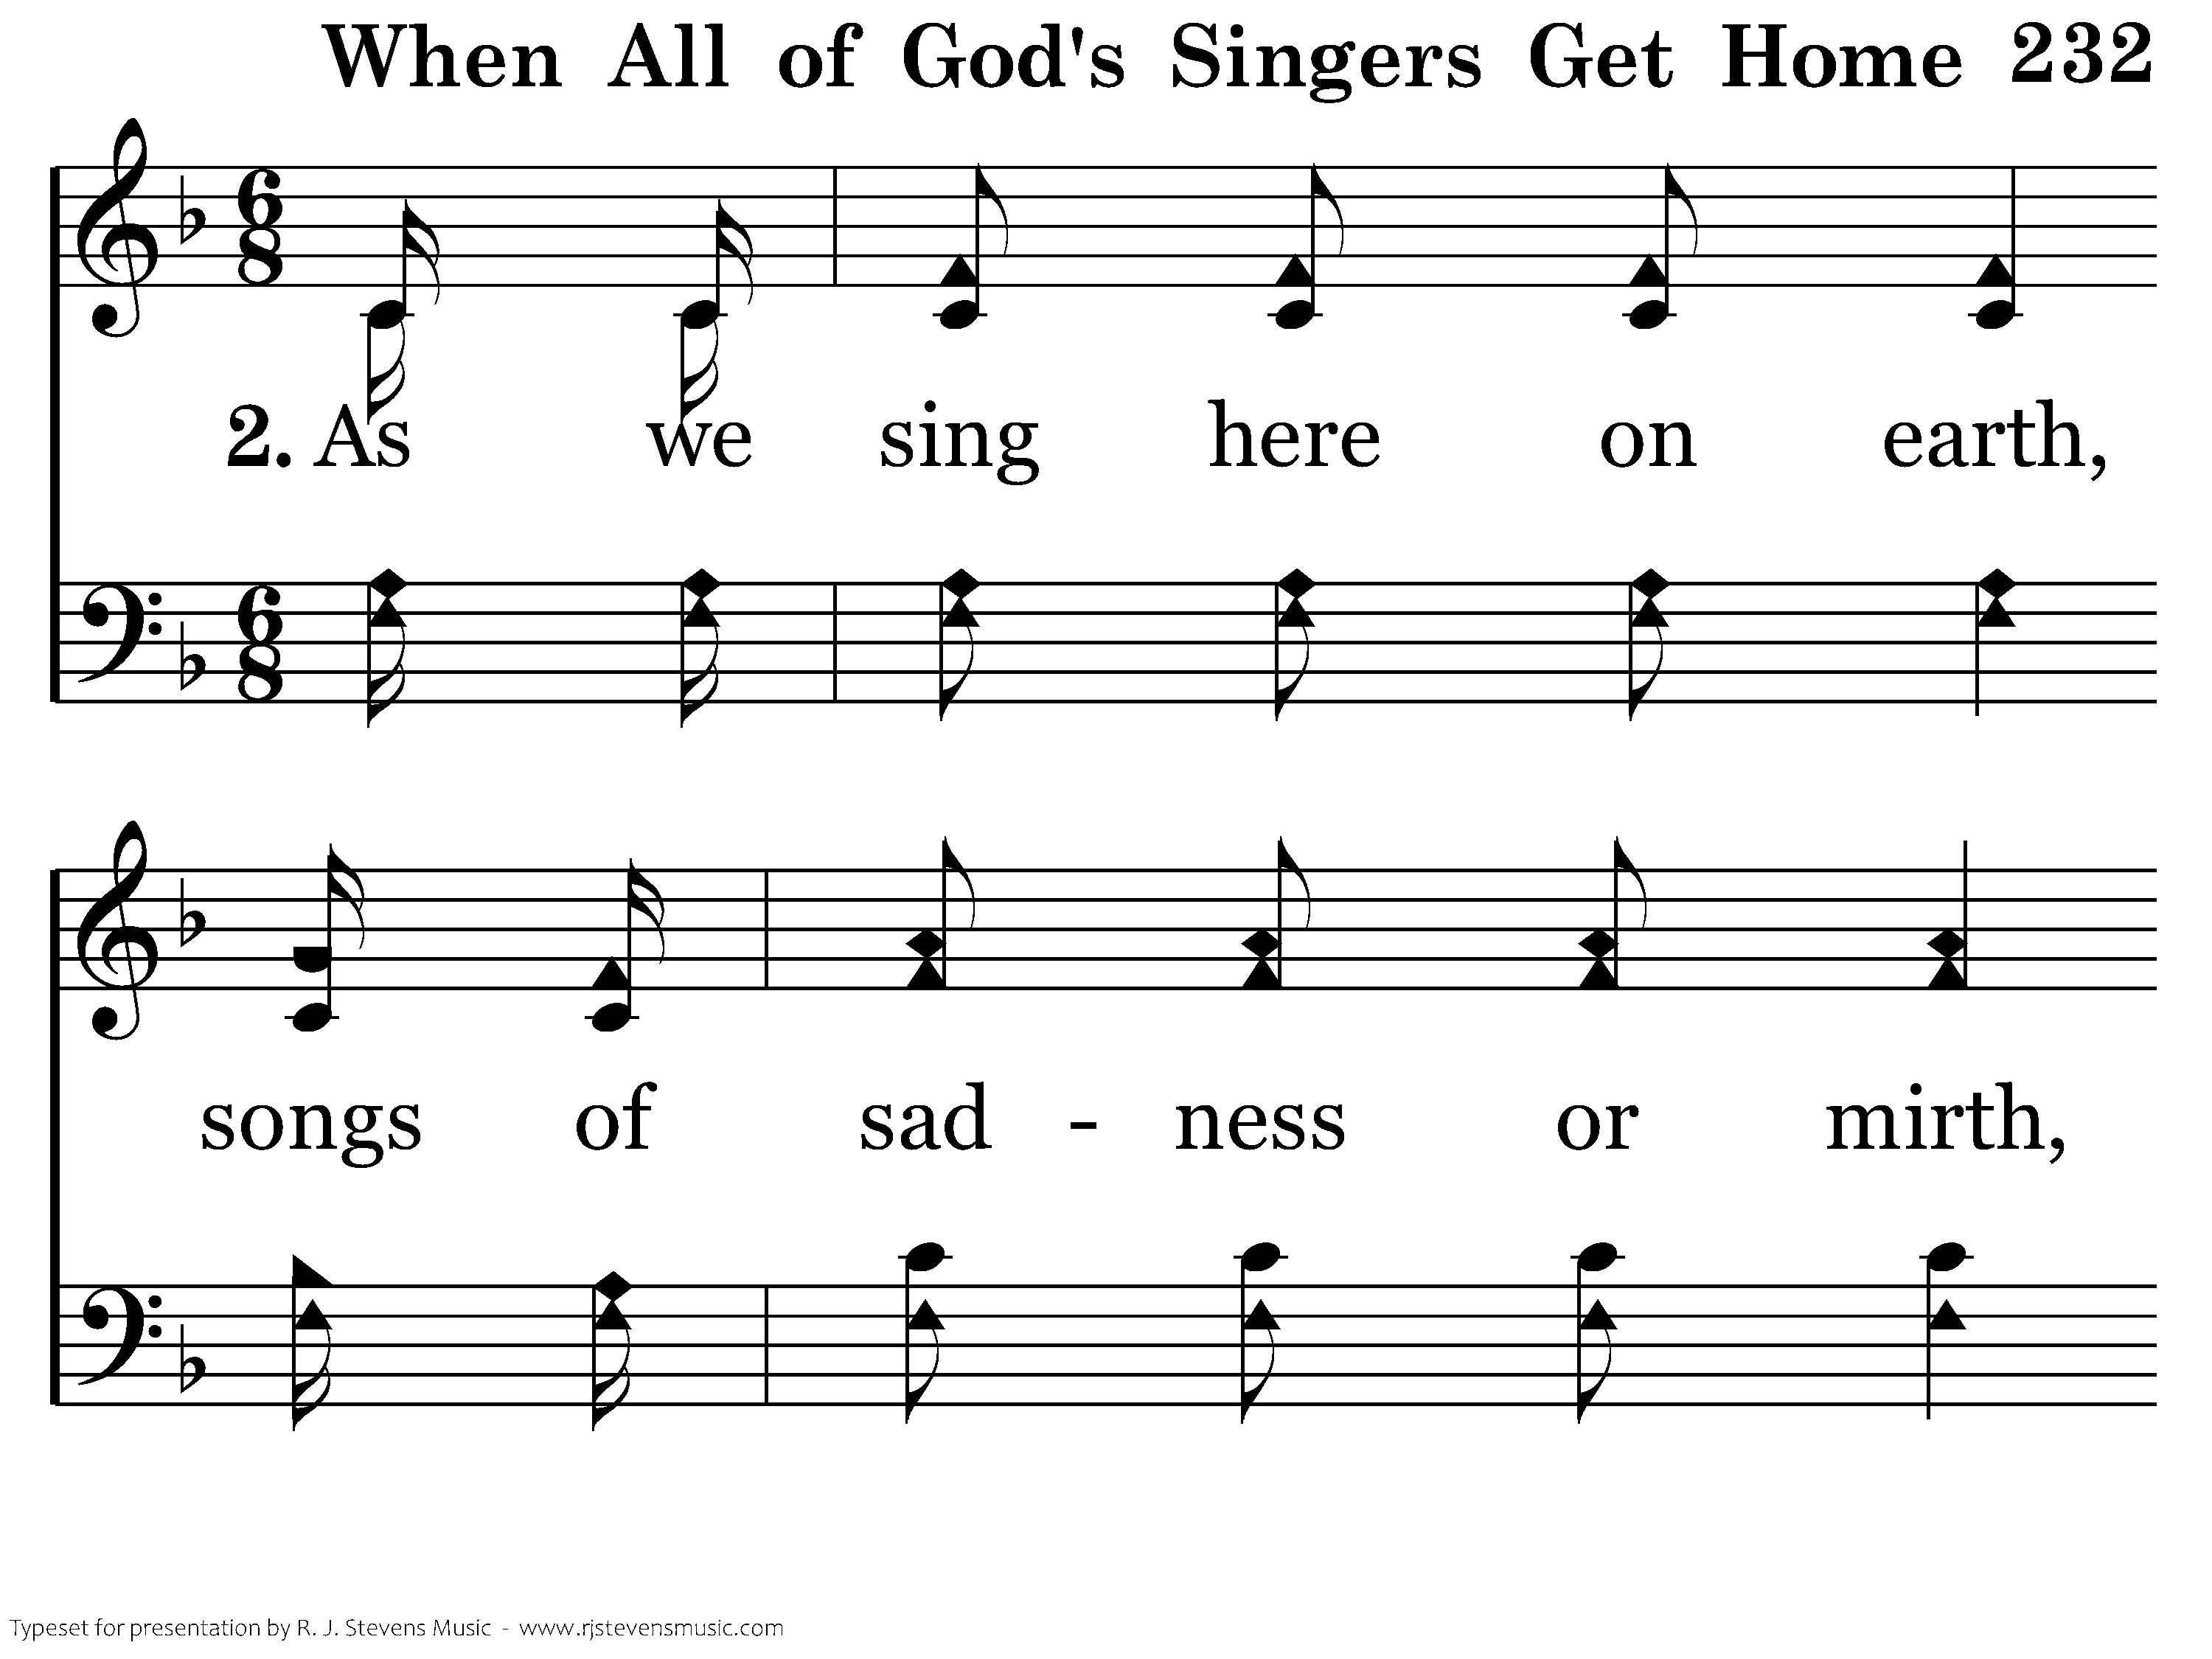 When All of God's Singers Get Home 232
2. As we sing here on earth,
songs of sad - ness or mirth,
Typeset for presentation by R. J. Stevens Music - www.rjstevensmusic.com